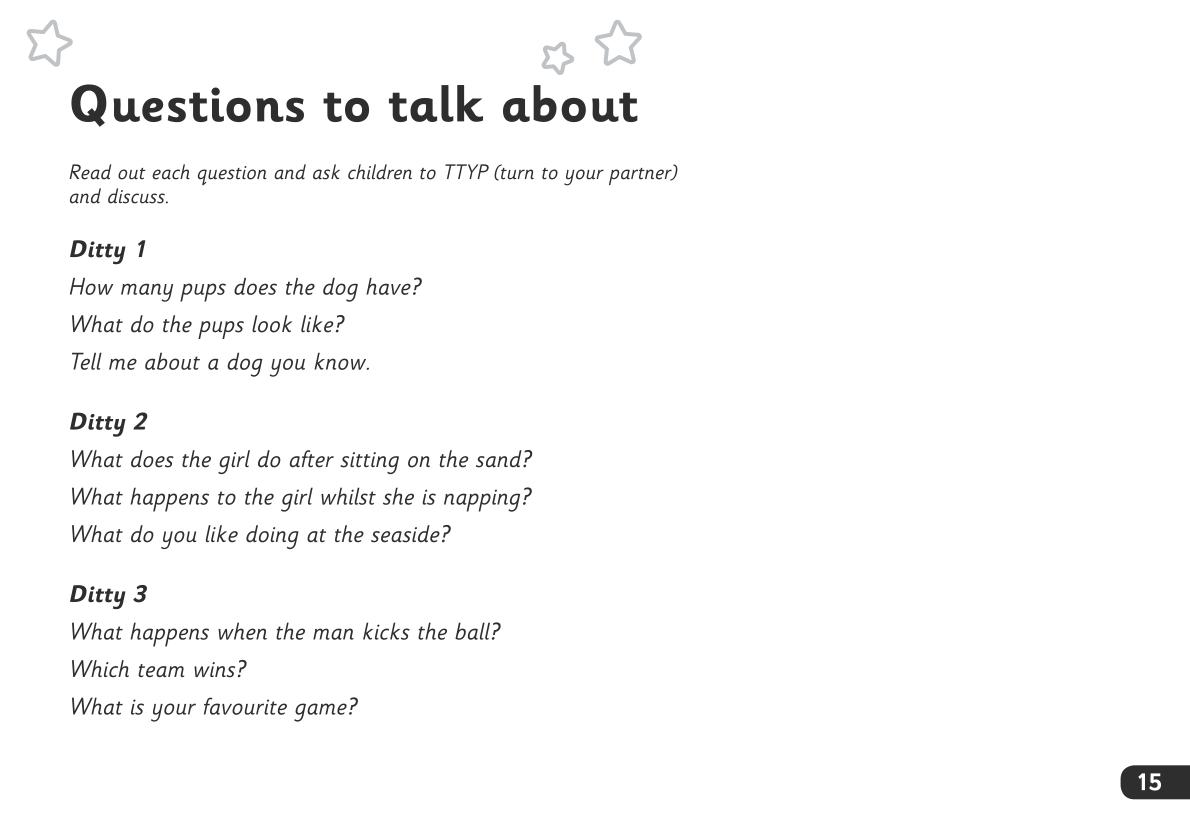 Questions to talk about
Read out each question and ask children to TTYP (turn to your partner)
and discuss.
Ditty 1
How many pups does the dog have?
What do the pups look like?
Tell me about a dog you know.
Ditty 2
What does the girl do after sitting on the sand?
What happens to the girl whilst she is napping?
What do you like doing at the seaside?
Ditty 3
What happens when the man kicks the ball?
Which team wins?
What is your favourite game?
15